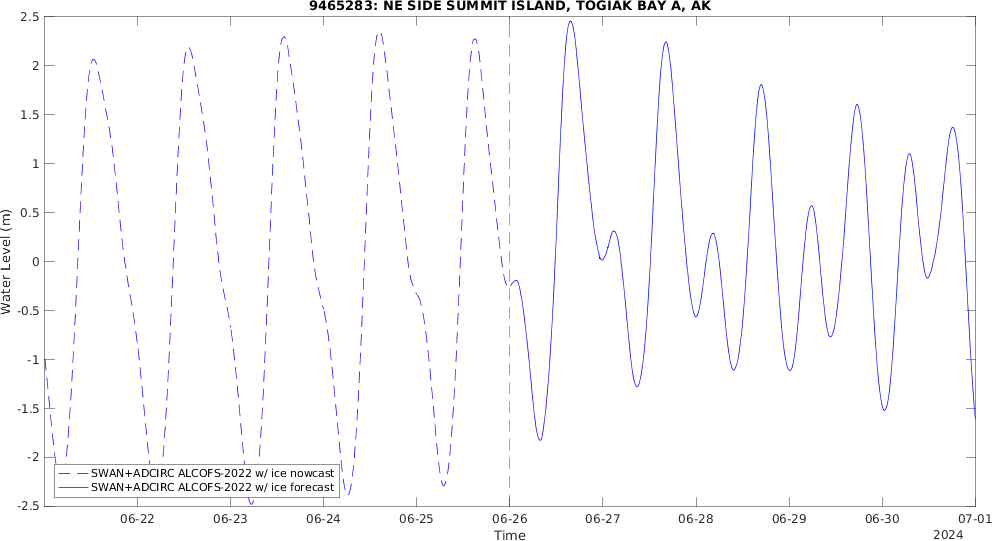 9465283: NE SIDE SUMMIT ISLAND, TOGIAK BAY A, AK
2.5
2
1.5
1
0.5
0
-0.5
-1
-1.5
-2
-2.5
Water Level (m)
SWAN+ADCIRC ALCOFS-2022 w/ ice nowcast
SWAN+ADCIRC ALCOFS-2022 w/ ice forecast
06-22 06-23 06-24 06-25 06-26 06-27 06-28 06-29 06-30 07-01
Time
2024